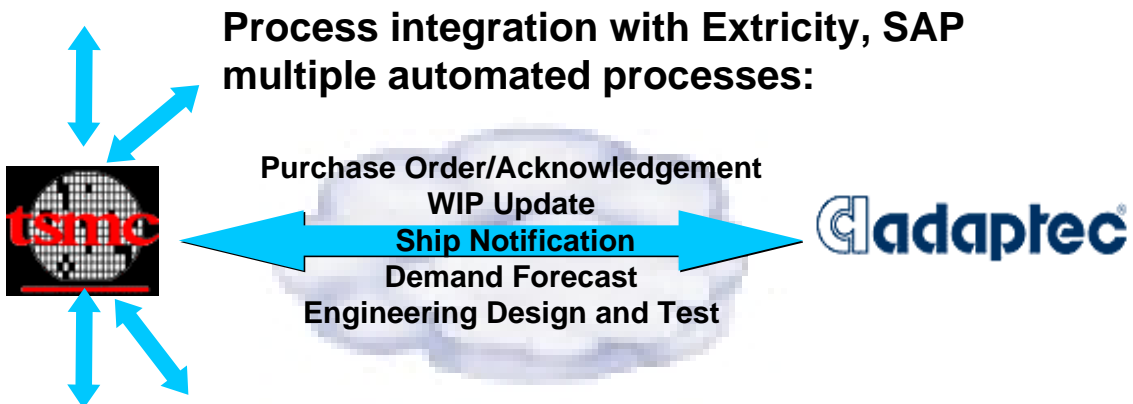 Process integration with Extricity, SAP
multiple automated processes:
Purchase Order/Acknowledgement
WIP Update
tsmc
Ship Notification
adaptec®
Demand Forecast
Engineering Design and Test